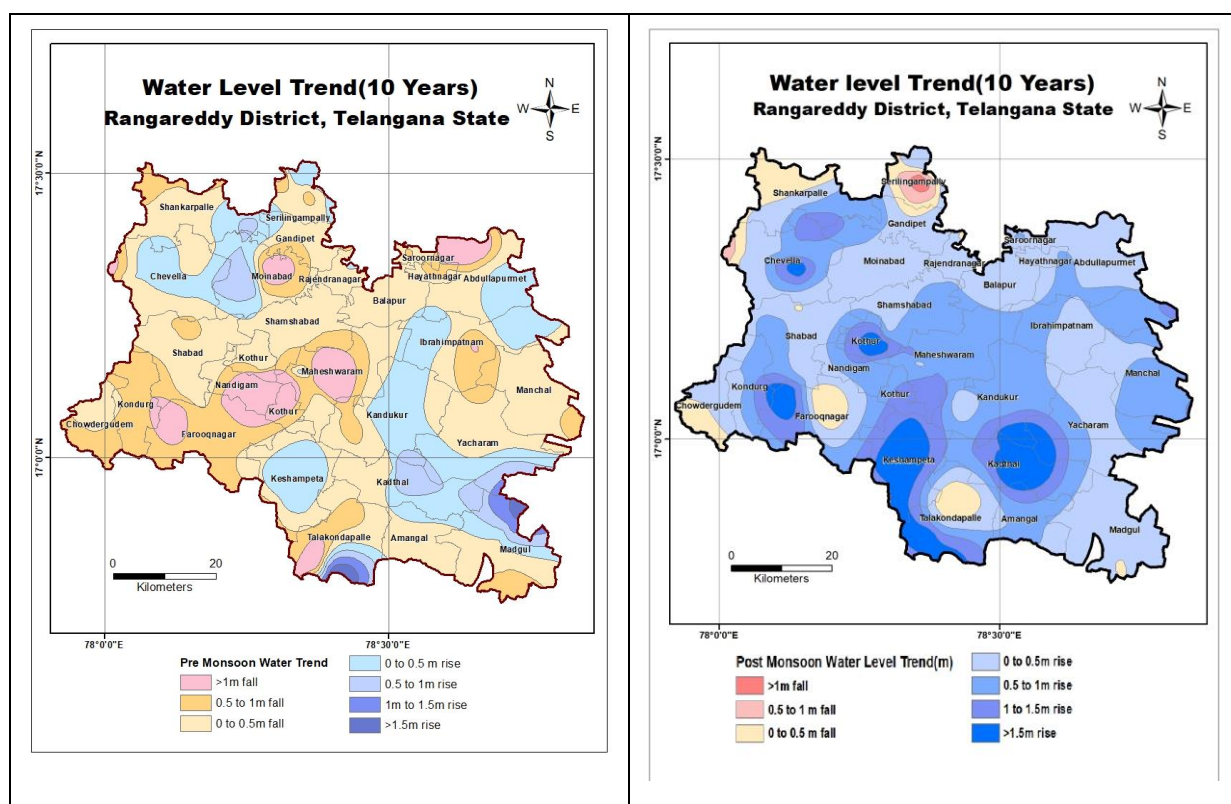 Water Level Trend(10 Years)
Rangareddy District, Telangana State
N
W
E
S
17°30'0"N
Shankarpalle
Serilingampally
Gandipet
Saroornagar
Chevella
Moinabad
Rajendranagar
Hayathnagar
Abdullapurmet
Balapur
Shamshabad
Ibrahimpatnam
Shabad
Kothur
Maheshwaram
Nandigam
Manchal
Kondurg
Kothur
Kandukur
Chowdergudem
Farooqnagar
Yacharam
17°0'0"N
Keshampeta
Kadthal
Talakondapalle
Amangal
Madgul
0
20
Kilometers
78°0'0"E
78°30'0"E
Pre Monsoon Water Trend
>1m fall
0.5 to 1m fall
0 to 0.5m fall
0 to 0.5 m rise
0.5 to 1m rise
1m to 1.5m rise
>1.5m rise
Water level Trend(10 Years)
Rangareddy District, Telangana State
N
W
E
S
17°30'0"N
Serilingampally
Shankarpalle
Gandipet
Saroornagar
Chevella
Moinabad
Rajendranagar
Hayathnagar
Abdullapurmet
Balapur
Shamshabad
Ibrahimpatnam
Shabad
Kothur
Maheshwaram
Nandigam
Manchal
Kondurg
Kothur
Kandukur
Chowdergudem
Farooqnagar
Yacharam
17°0'0"N
Keshampeta
Kadthal
Talakondapalle
Amangal
Madgul
0
20
Kilometers
78°0'0"E
78°30'0"E
Post Monsoon Water Level Trend(m)
>1m fall
0.5 to 1 m fall
0 to 0.5 m fall
0 to 0.5m rise
0.5 to 1m rise
1 to 1.5m rise
>1.5m rise